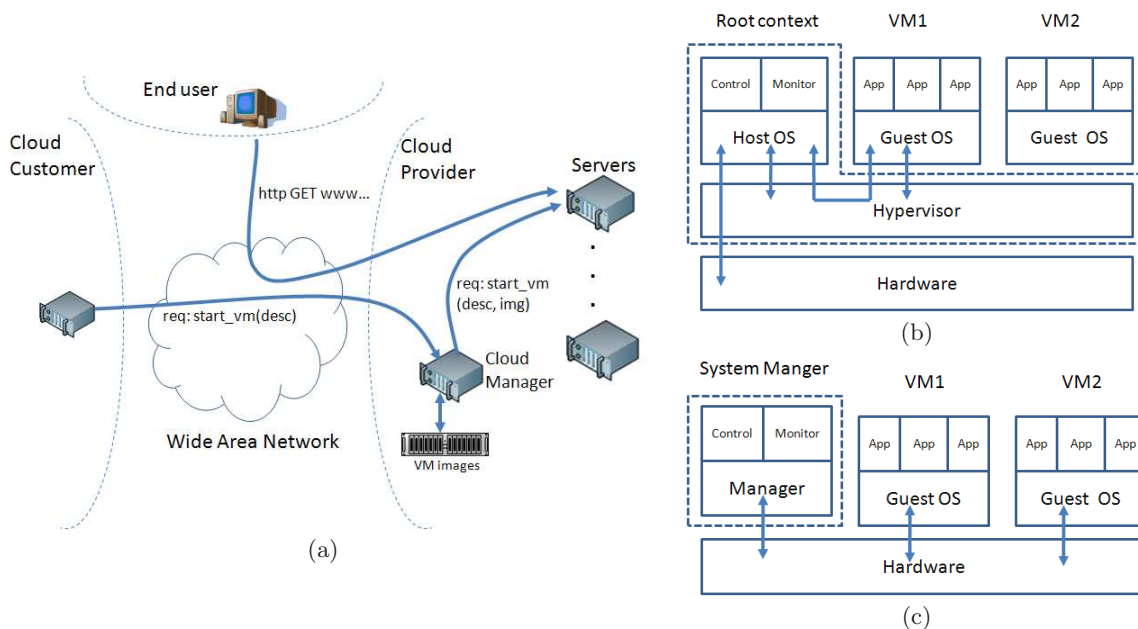 End user
Cloud
Customer
Cloud
Provider
Servers
http GET www...
req: start_vm
(desc, img)
req: start_vm(desc)
Cloud
Manager
Wide Area Network
VM images
(a)
Root context
VM1
VM2
Control
Monitor
App
App
App
App
App
App
Host OS
Guest OS
Guest OS
Hypervisor
Hardware
(b)
System Manger
VM1
VM2
Control
Monitor
App
App
App
App
App
App
Manager
Guest OS
Guest OS
Hardware
(c)